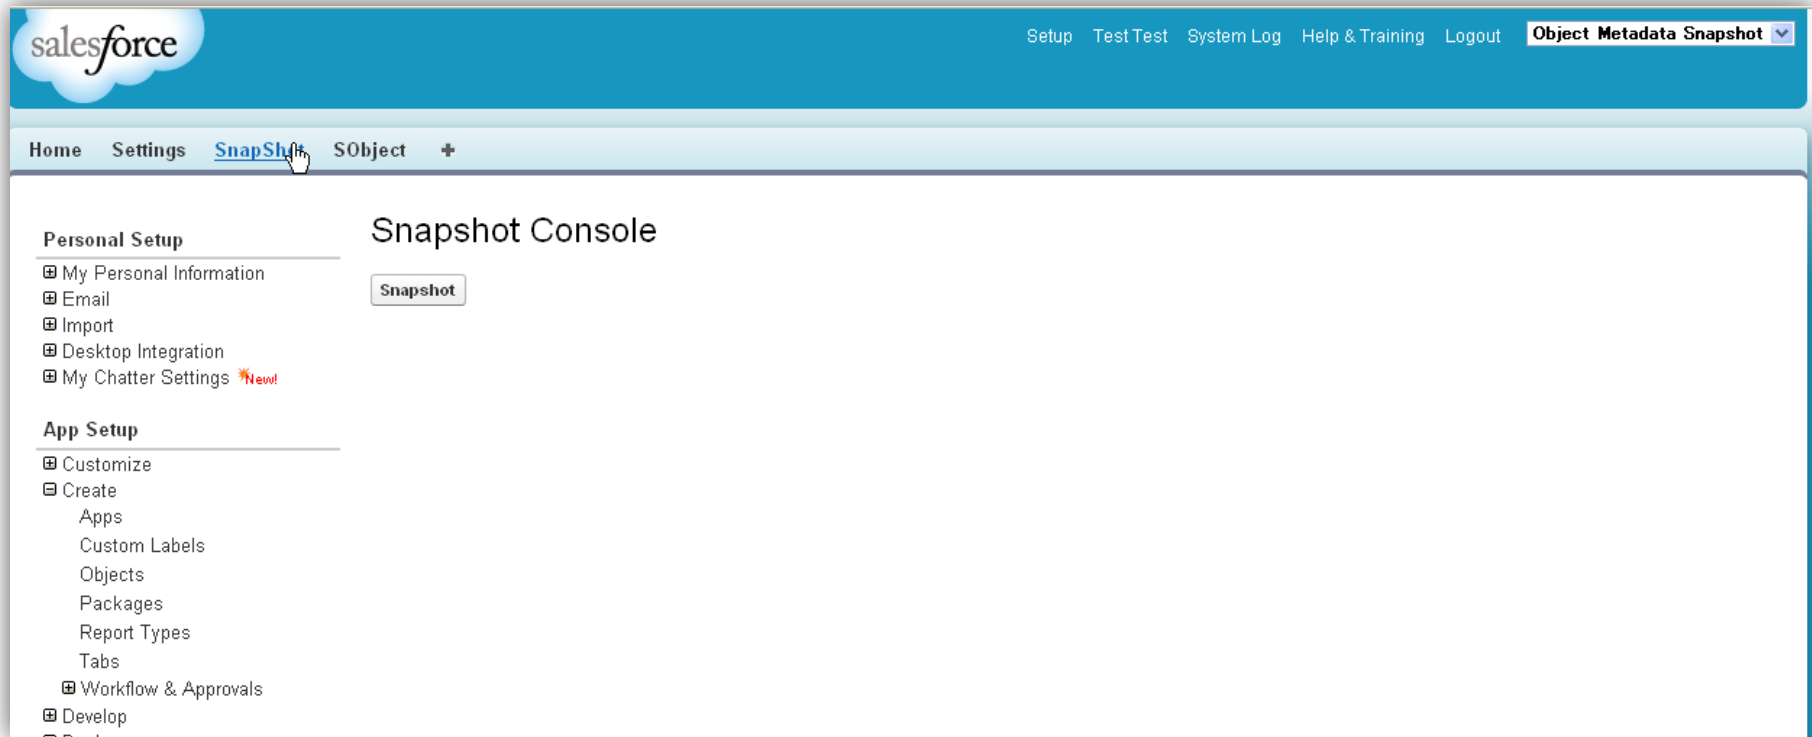 salesforce
Setup Test Test System Log Help & Training Logout Object Metadata Snapshot
Home Settings SnapShot SObject +
Snapshot Console
Snapshot
Personal Setup
My Personal Information
Email
Import
Desktop Integration
My Chatter Settings New!
App Setup
Customize
Create
Apps
Custom Labels
Objects
Packages
Report Types
Tabs
Workflow & Approvals
Develop